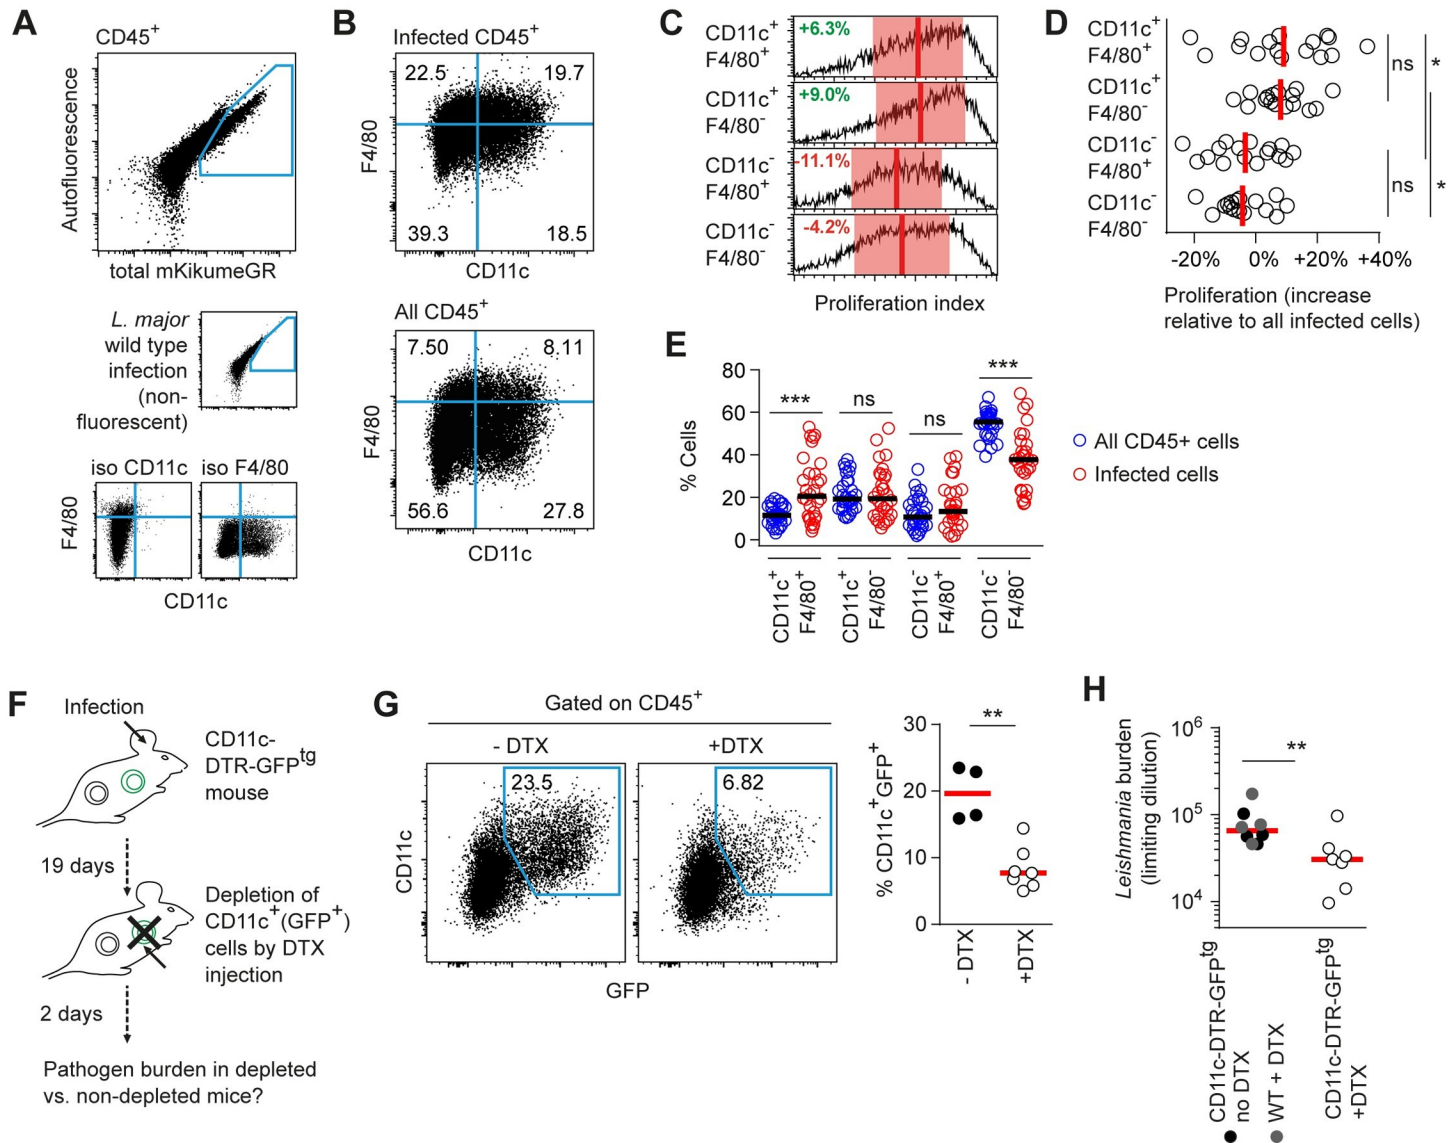 A
CD45+
Autofluorescence
total mKikumeGR
L. major
wild type
infection
(non-
fluorescent)
iso CD11c
iso F4/80
F4/80
CD11c
B
Infected CD45+
22.5
19.7
F4/80
39.3
18.5
CD11c
All CD45+
7.50
8.11
F4/80
56.6
27.8
CD11c
C
CD11c+
F4/80+
+6.3%
CD11c+
F4/80-
+9.0%
CD11c-
F4/80+
-11.1%
CD11c-
F4/80-
-4.2%
Proliferation index
D
CD11c+
F4/80+
CD11c+
F4/80-
CD11c-
F4/80+
CD11c-
F4/80-
ns
*
ns
*
-20%
0%
+20%
+40%
Proliferation (increase
relative to all infected cells)
E
% Cells
80
60
40
20
0
***
ns
ns
***
All CD45+ cells
Infected cells
CD11c+
F4/80+
CD11c+
F4/80-
CD11c-
F4/80+
CD11c-
F4/80-
F
Infection
CD11c-
DTR-GFPtg
mouse
19 days
Depletion of
CD11c+(GFP+)
cells by DTX
injection
2 days
Pathogen burden in depleted
vs. non-depleted mice?
G
Gated on CD45+
- DTX
+DTX
23.5
6.82
CD11c
GFP
% CD11c+GFP+
30
20
10
0
**
- DTX
+DTX
H
Leishmania burden
(limiting dilution)
10^6
10^5
10^4
**
CD11c-DTR-GFPtg
no DTX
WT + DTX
CD11c-DTR-GFPtg
+DTX